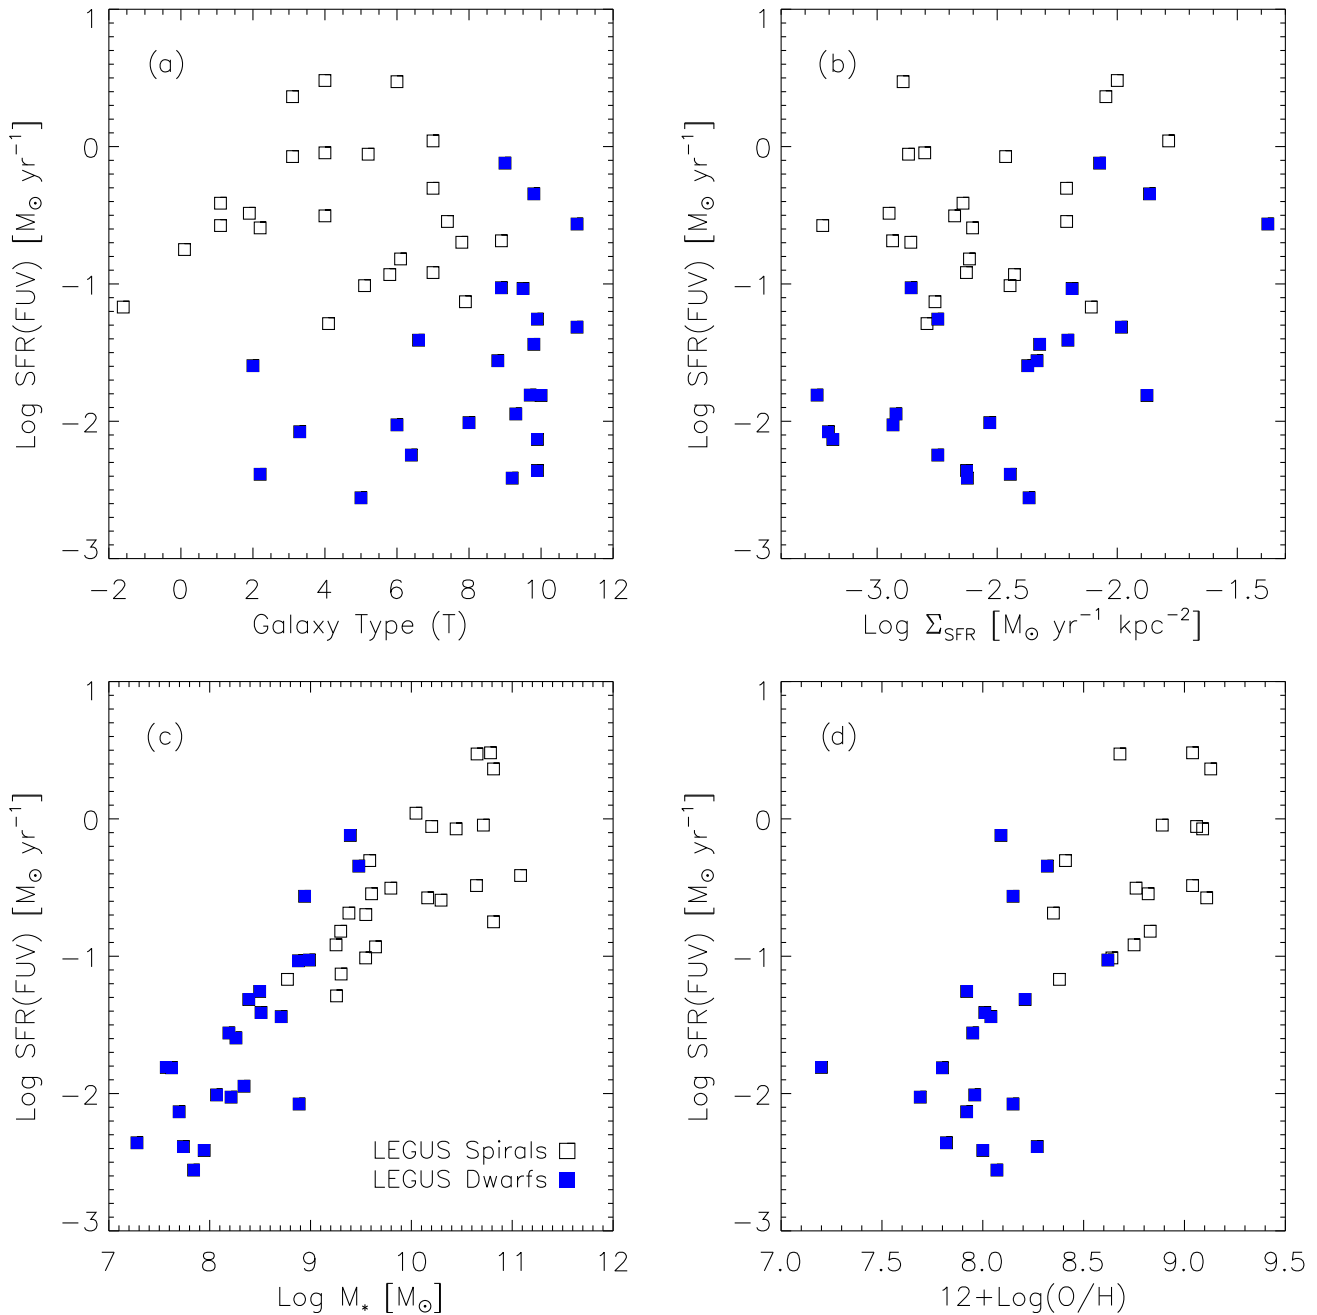 (a)
1
0
−1
−2
−3
Log SFR(FUV) [M⊙ yr⁻¹]
−2 0 2 4 6 8 10 12
Galaxy Type (T)
(b)
1
0
−1
−2
−3
Log SFR(FUV) [M⊙ yr⁻¹]
−3.0 −2.5 −2.0 −1.5
Log Σ_SFR [M⊙ yr⁻¹ kpc⁻²]
(c)
1
0
−1
−2
−3
Log SFR(FUV) [M⊙ yr⁻¹]
LEGUS Spirals
LEGUS Dwarfs
7 8 9 10 11 12
Log M⁎ [M⊙]
(d)
1
0
−1
−2
−3
Log SFR(FUV) [M⊙ yr⁻¹]
7.0 7.5 8.0 8.5 9.0 9.5
12+Log(O/H)